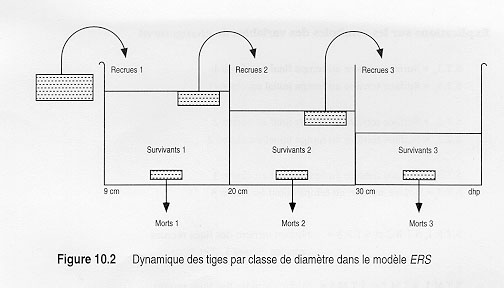 Recrues 1
Recrues 2
Recrues 3
Survivants 1
Survivants 2
Survivants 3
9 cm
20 cm
30 cm
dhp
Morts 1
Morts 2
Morts 3
Figure 10.2 Dynamique des tiges par classe de diamètre dans le modèle ERS